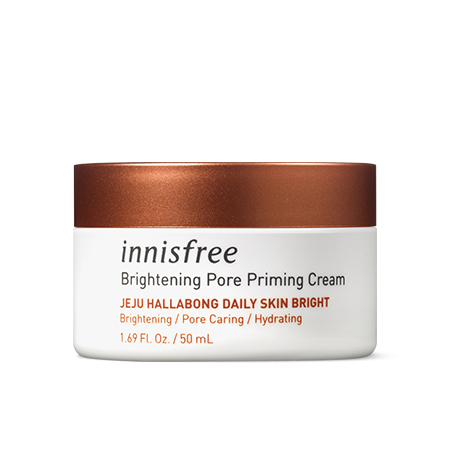 innisfree
Brightening Pore Priming Cream
JEJU HALLABONG DAILY SKIN BRIGHT
Brightening / Pore Caring / Hydrating
1.69 Fl. Oz. / 50 mL